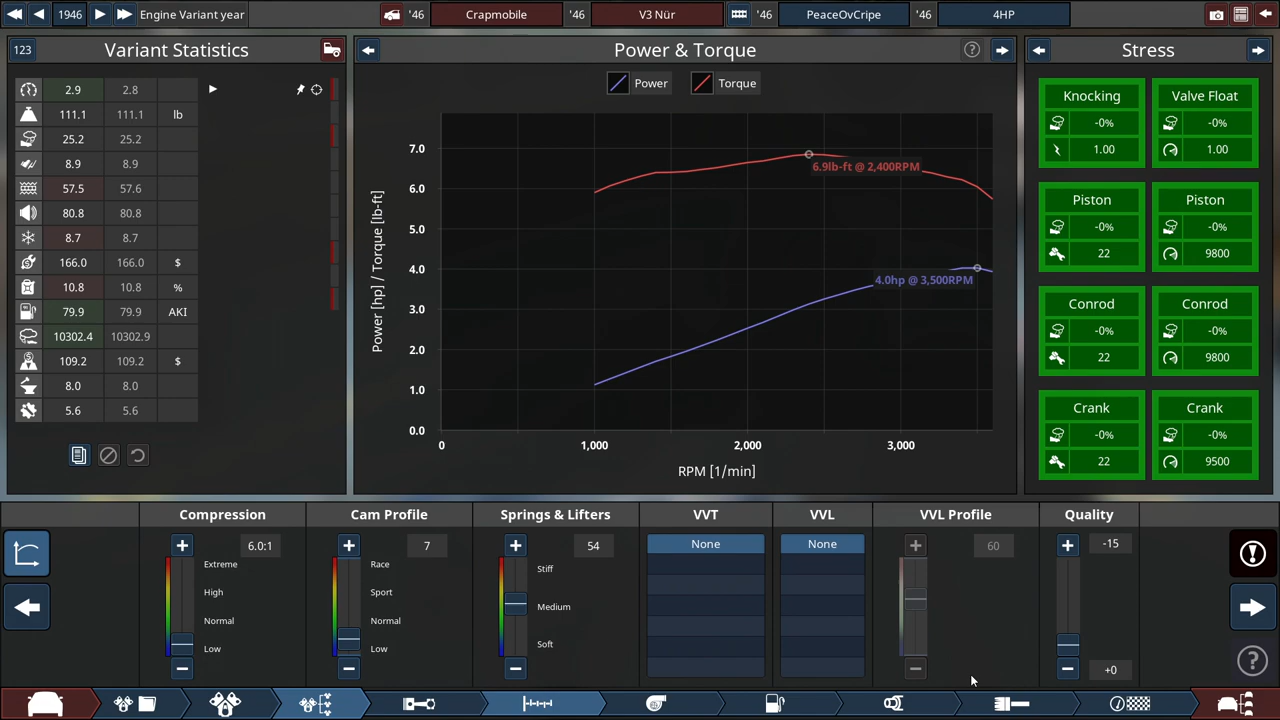 1946 Engine Variant year '46 Crapmobile '46 V3 Nür '46 PeaceOvCripe '46 4HP
123 Variant Statistics
2.9 2.8
111.1 111.1 lb
25.2 25.2
8.9 8.9
57.5 57.6
80.8 80.8
8.7 8.7
166.0 166.0 $
10.8 10.8 %
79.9 79.9 AKI
10302.4 10302.9
109.2 109.2 $
8.0 8.0
5.6 5.6
Power & Torque ?
Power Torque
Power [hp] / Torque [lb-ft]
7.0
6.0
5.0
4.0
3.0
2.0
1.0
0.0
6.9lb-ft @ 2,400RPM
4.0hp @ 3,500RPM
0 1,000 2,000 3,000
RPM [1/min]
Stress
Knocking Valve Float
-0% -0%
1.00 1.00
Piston Piston
-0% -0%
22 9800
Conrod Conrod
-0% -0%
22 9800
Crank Crank
-0% -0%
22 9500
Compression
6.0:1
Extreme
High
Normal
Low
Cam Profile
7
Race
Sport
Normal
Low
Springs & Lifters
54
Stiff
Medium
Soft
VVT
None
VVL
None
VVL Profile
60
Quality
-15
+0
?